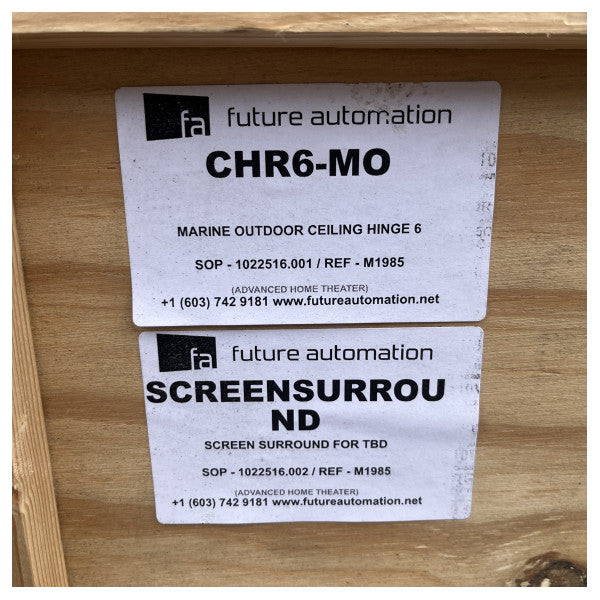 fa future automation
CHR6-MO
MARINE OUTDOOR CEILING HINGE 6
SOP - 1022516.001 / REF - M1985
(ADVANCED HOME THEATER)
+1 (603) 742 9181 www.futureautomation.net
fa future automation
SCREENSURROU
ND
SCREEN SURROUND FOR TBD
SOP - 1022516.002 / REF - M1985
(ADVANCED HOME THEATER)
+1 (603) 742 9181 www.futureautomation.net